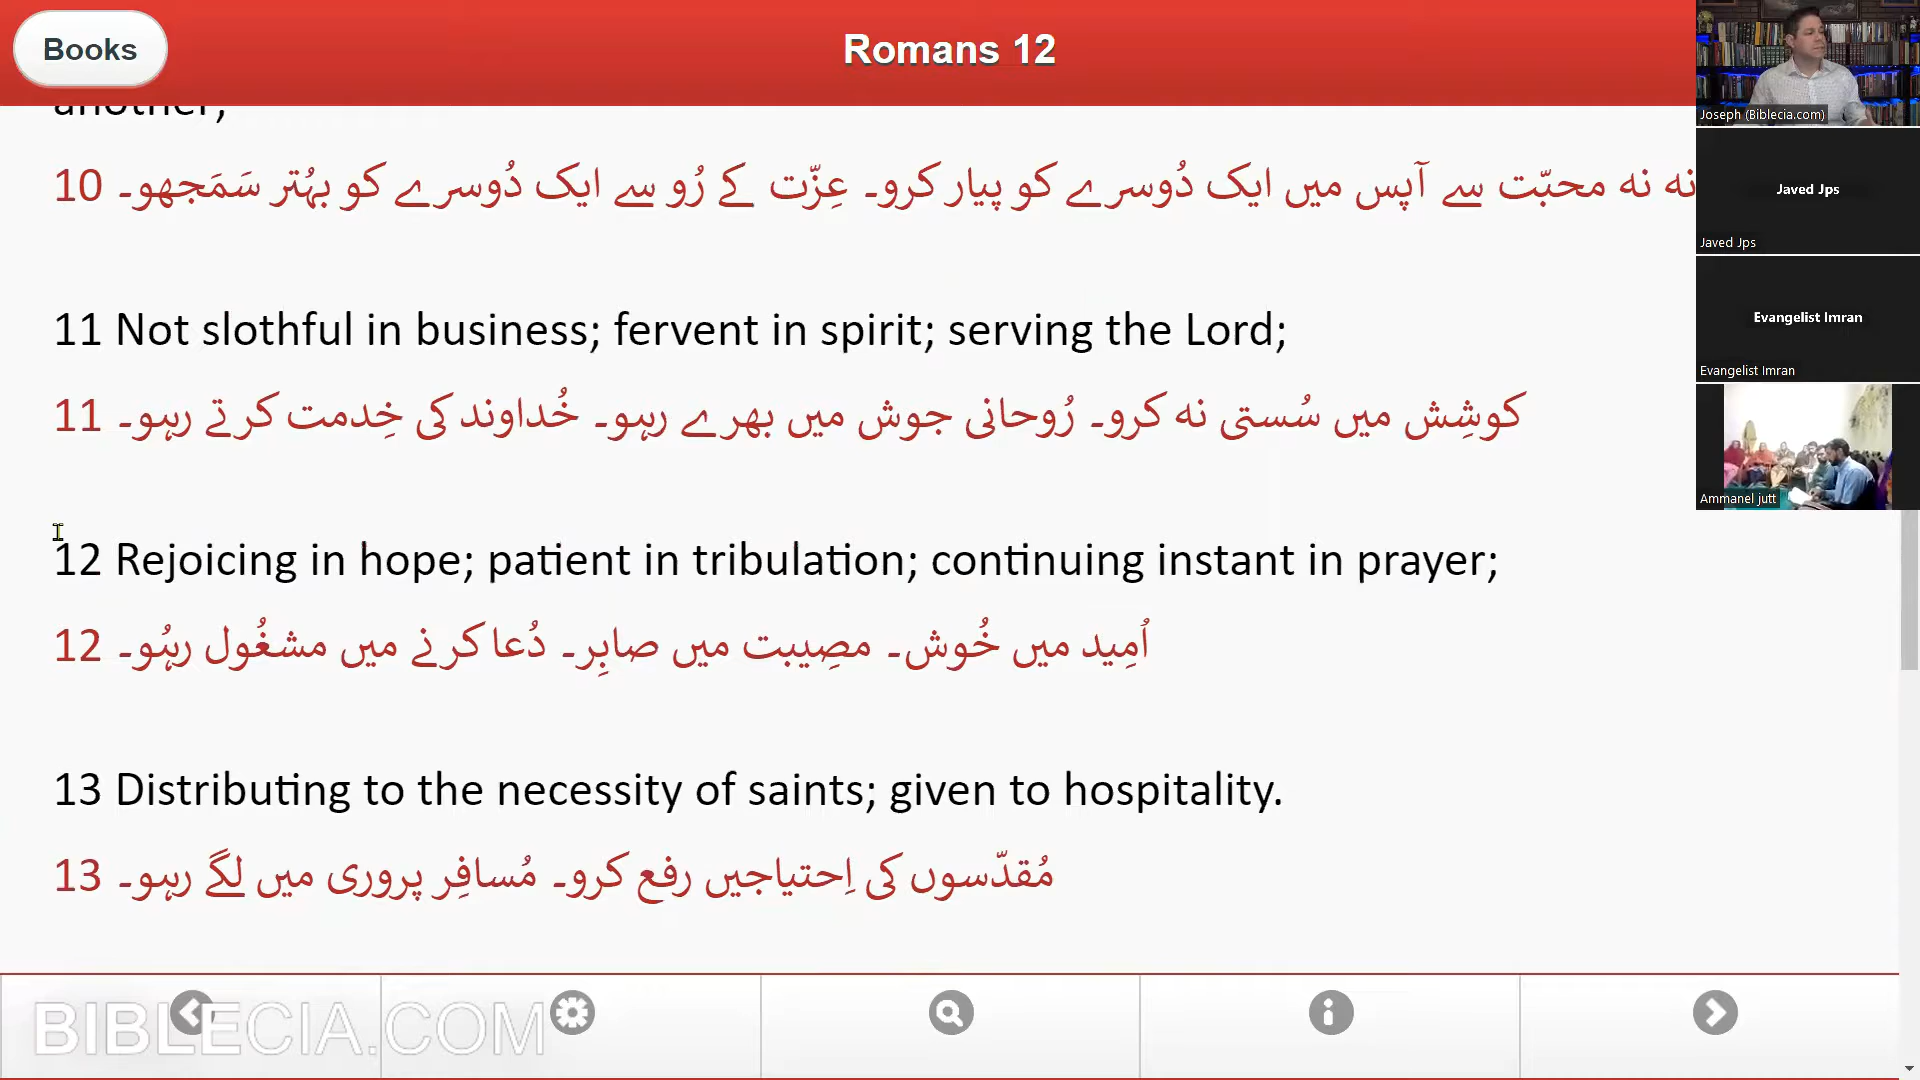 Books
Romans 12
another;
10 نہ محبّت سے آپس میں ایک دُوسرے کو پیار کرو۔ عِزّت کے رُو سے ایک دُوسرے کو بہُتر سَمَجھو۔
11 Not slothful in business; fervent in spirit; serving the Lord;
11 کوشِش میں سُستی نہ کرو۔ رُوحانی جوش میں بھرے رہو۔ خُداوند کی خِدمت کرتے رہو۔
12 Rejoicing in hope; patient in tribulation; continuing instant in prayer;
12 اُمِید میں خُوش۔ مصِیبت میں صابِر۔ دُعا کرنے میں مشغُول رہُو۔
13 Distributing to the necessity of saints; given to hospitality.
13 مُقدّسوں کی اِحتیاجیں رفع کرو۔ مُسافِر پروری میں لگے رہو۔
BIBLECIA.COM
Joseph (Biblecia.com)
Javed Jps
Javed Jps
Evangelist Imran
Evangelist Imran
Ammanel jutt